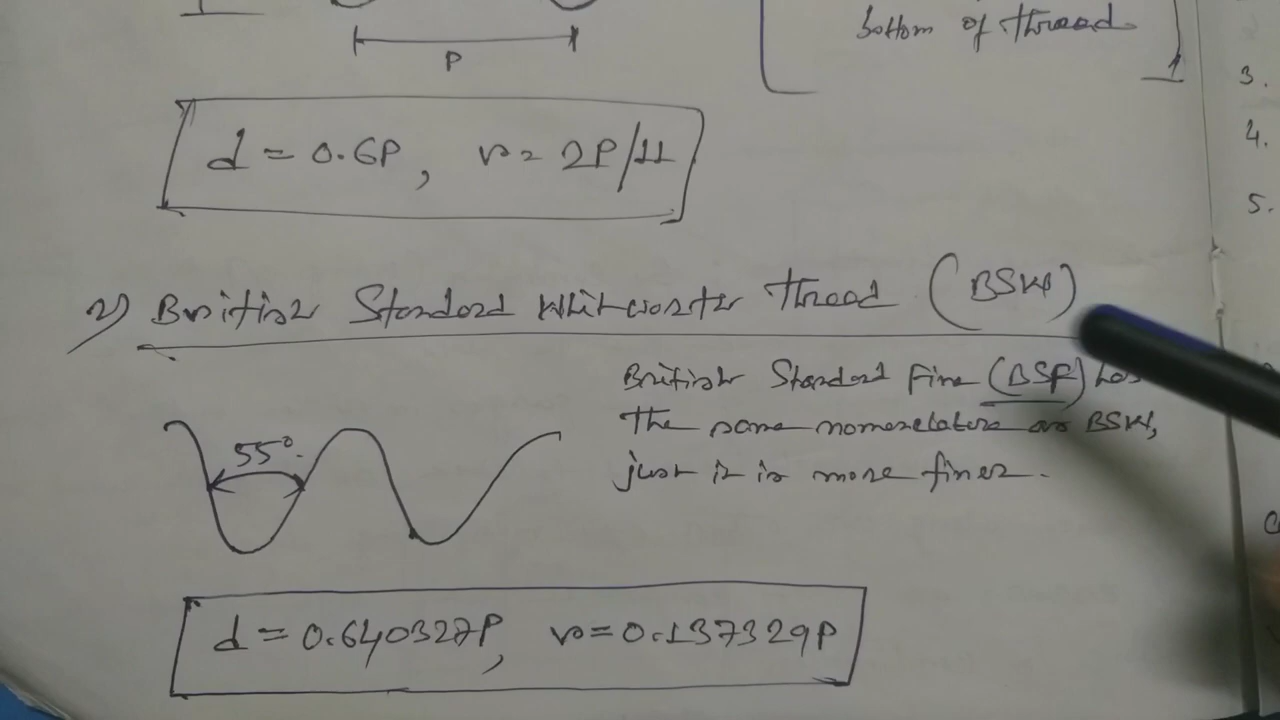 bottom of thread
P
d = 0.6P, r = 2P/11
3.
4.
5.
2) British Standard Whitworth Thread (BSW)
British Standard Fine (BSF) has
the same nomenclature as BSW,
just it is more finer.
55°
d = 0.640327P, r = 0.137329P